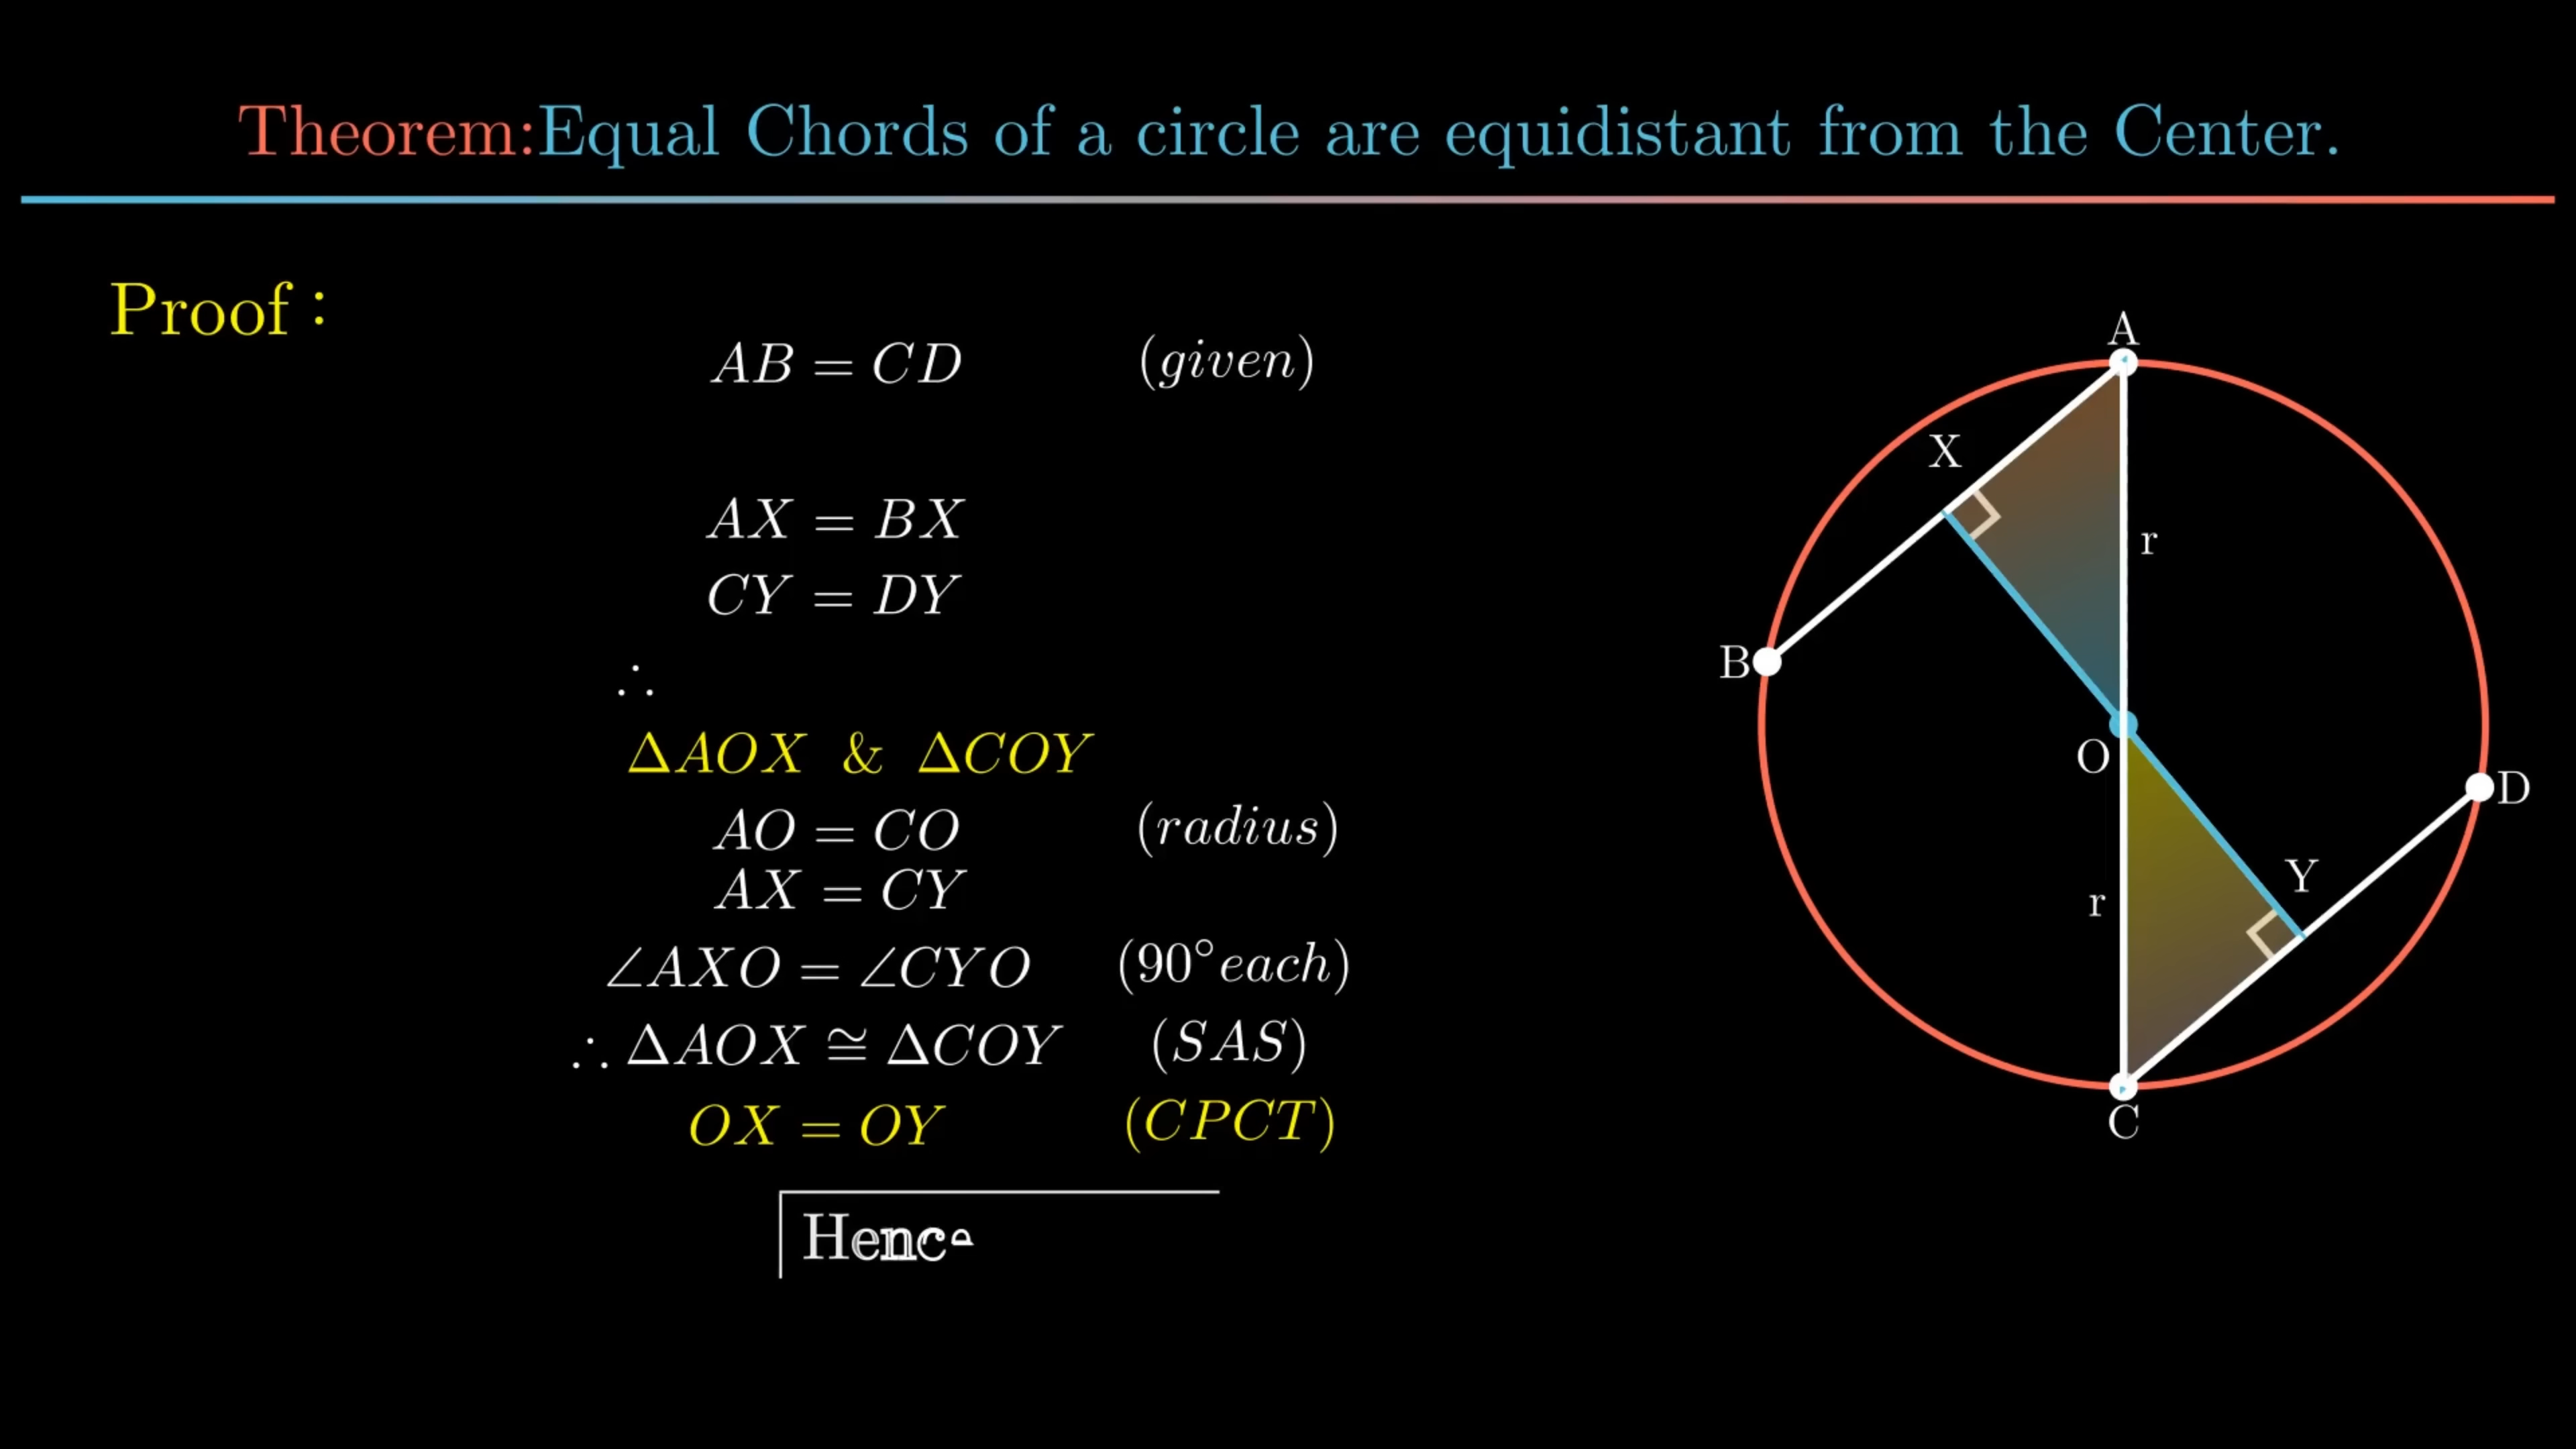 Theorem:Equal Chords of a circle are equidistant from the Center.
Proof :
AB = CD (given)
AX = BX
CY = DY
∴
ΔAOX & ΔCOY
AO = CO (radius)
AX = CY
∠AXO = ∠CYO (90°each)
∴ ΔAOX ≅ ΔCOY (SAS)
OX = OY (CPCT)
A
X
r
B
O
D
Y
r
C